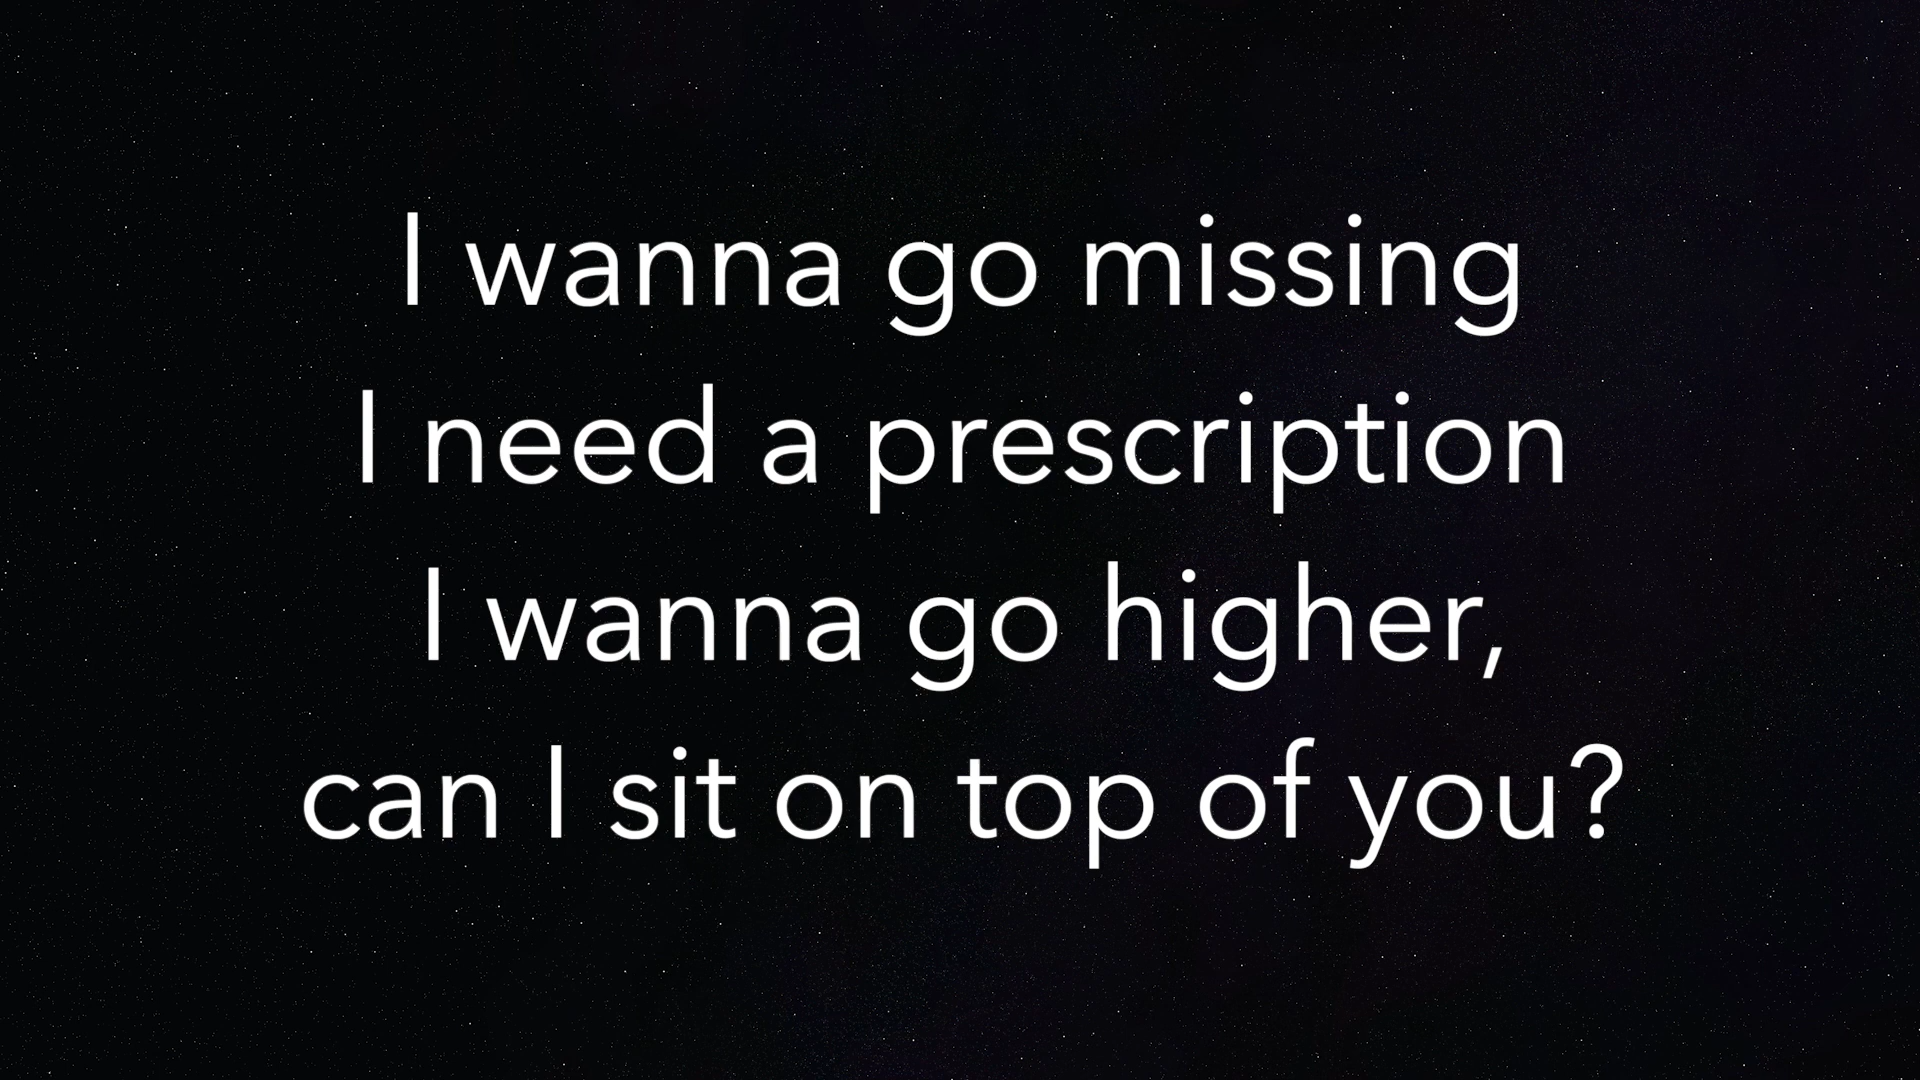 I wanna go missing
I need a prescription
I wanna go higher,
can I sit on top of you?